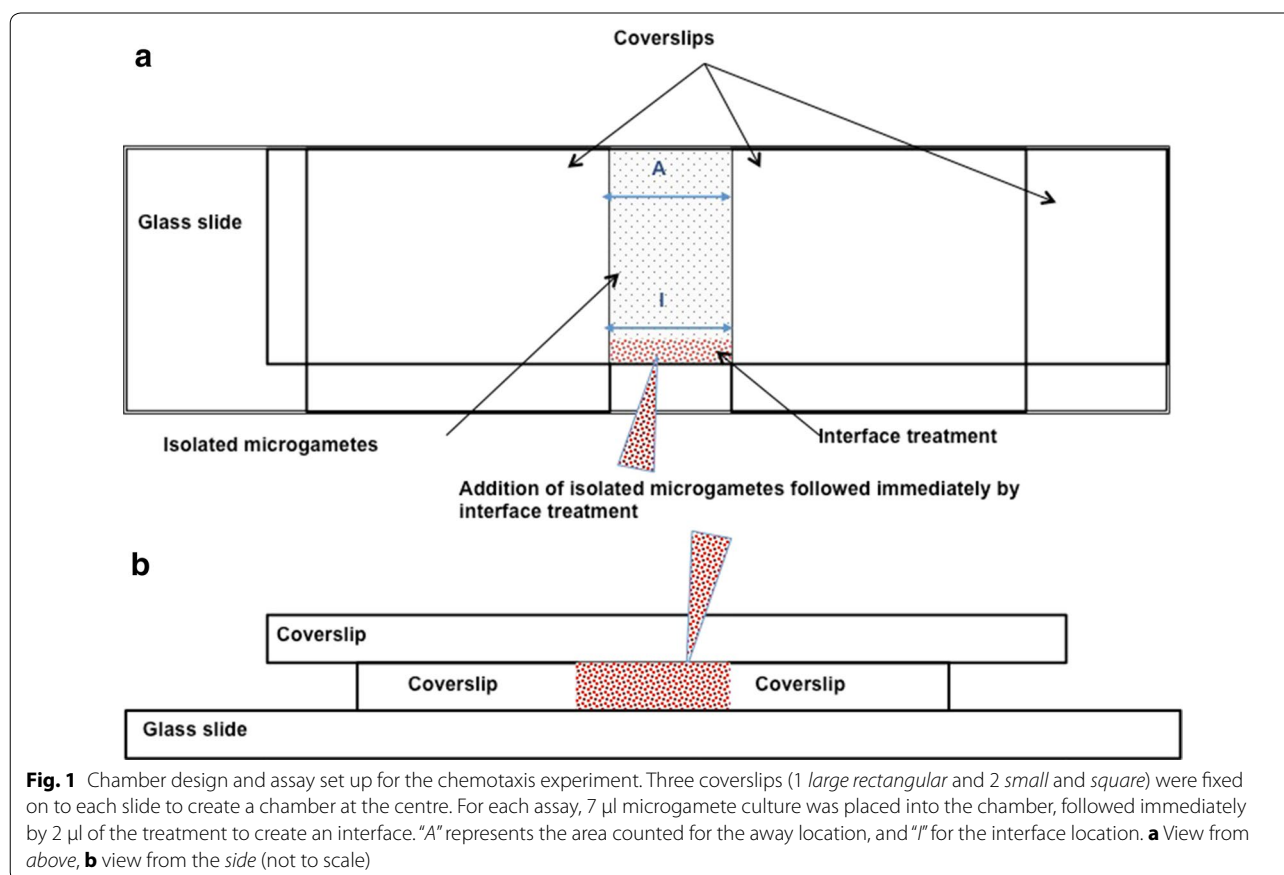 a
Coverslips
A
Glass slide
I
Isolated microgametes
Interface treatment
Addition of isolated microgametes followed immediately by
interface treatment
b
Coverslip
Coverslip
Coverslip
Glass slide
Fig. 1 Chamber design and assay set up for the chemotaxis experiment. Three coverslips (1 large rectangular and 2 small and square) were fixed
on to each slide to create a chamber at the centre. For each assay, 7 μl microgamete culture was placed into the chamber, followed immediately
by 2 μl of the treatment to create an interface. "A" represents the area counted for the away location, and "I" for the interface location. a View from
above, b view from the side (not to scale)